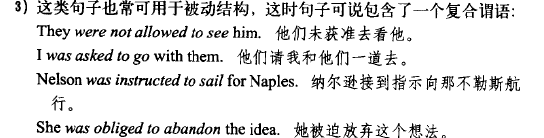 3）这类句子也常可用于被动结构，这时句子可说包含了一个复合谓语：
They were not allowed to see him. 他们未获准去看他。
I was asked to go with them. 他们请我和他们一道去。
Nelson was instructed to sail for Naples. 纳尔逊接到指示向那不勒斯航
行。
She was obliged to abandon the idea. 她被迫放弃这个想法。